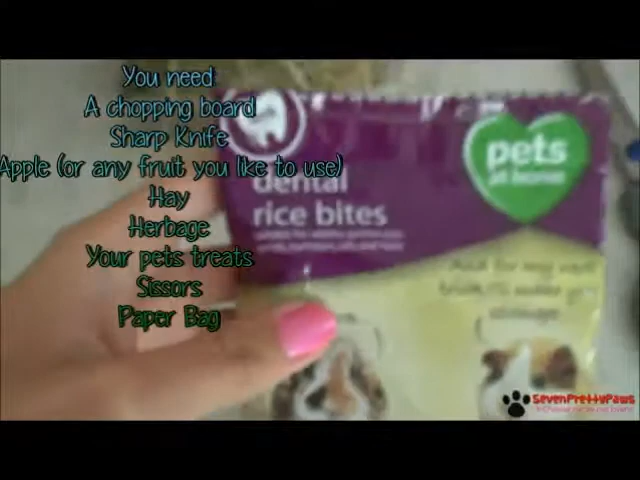 You need
A chopping board
Sharp Knife
Apple (or any fruit you like to use)
Hay
Herbage
Your pets treats
Sissors
Paper Bag
dental
rice bites
pets
at home
SevenPrettyPaws